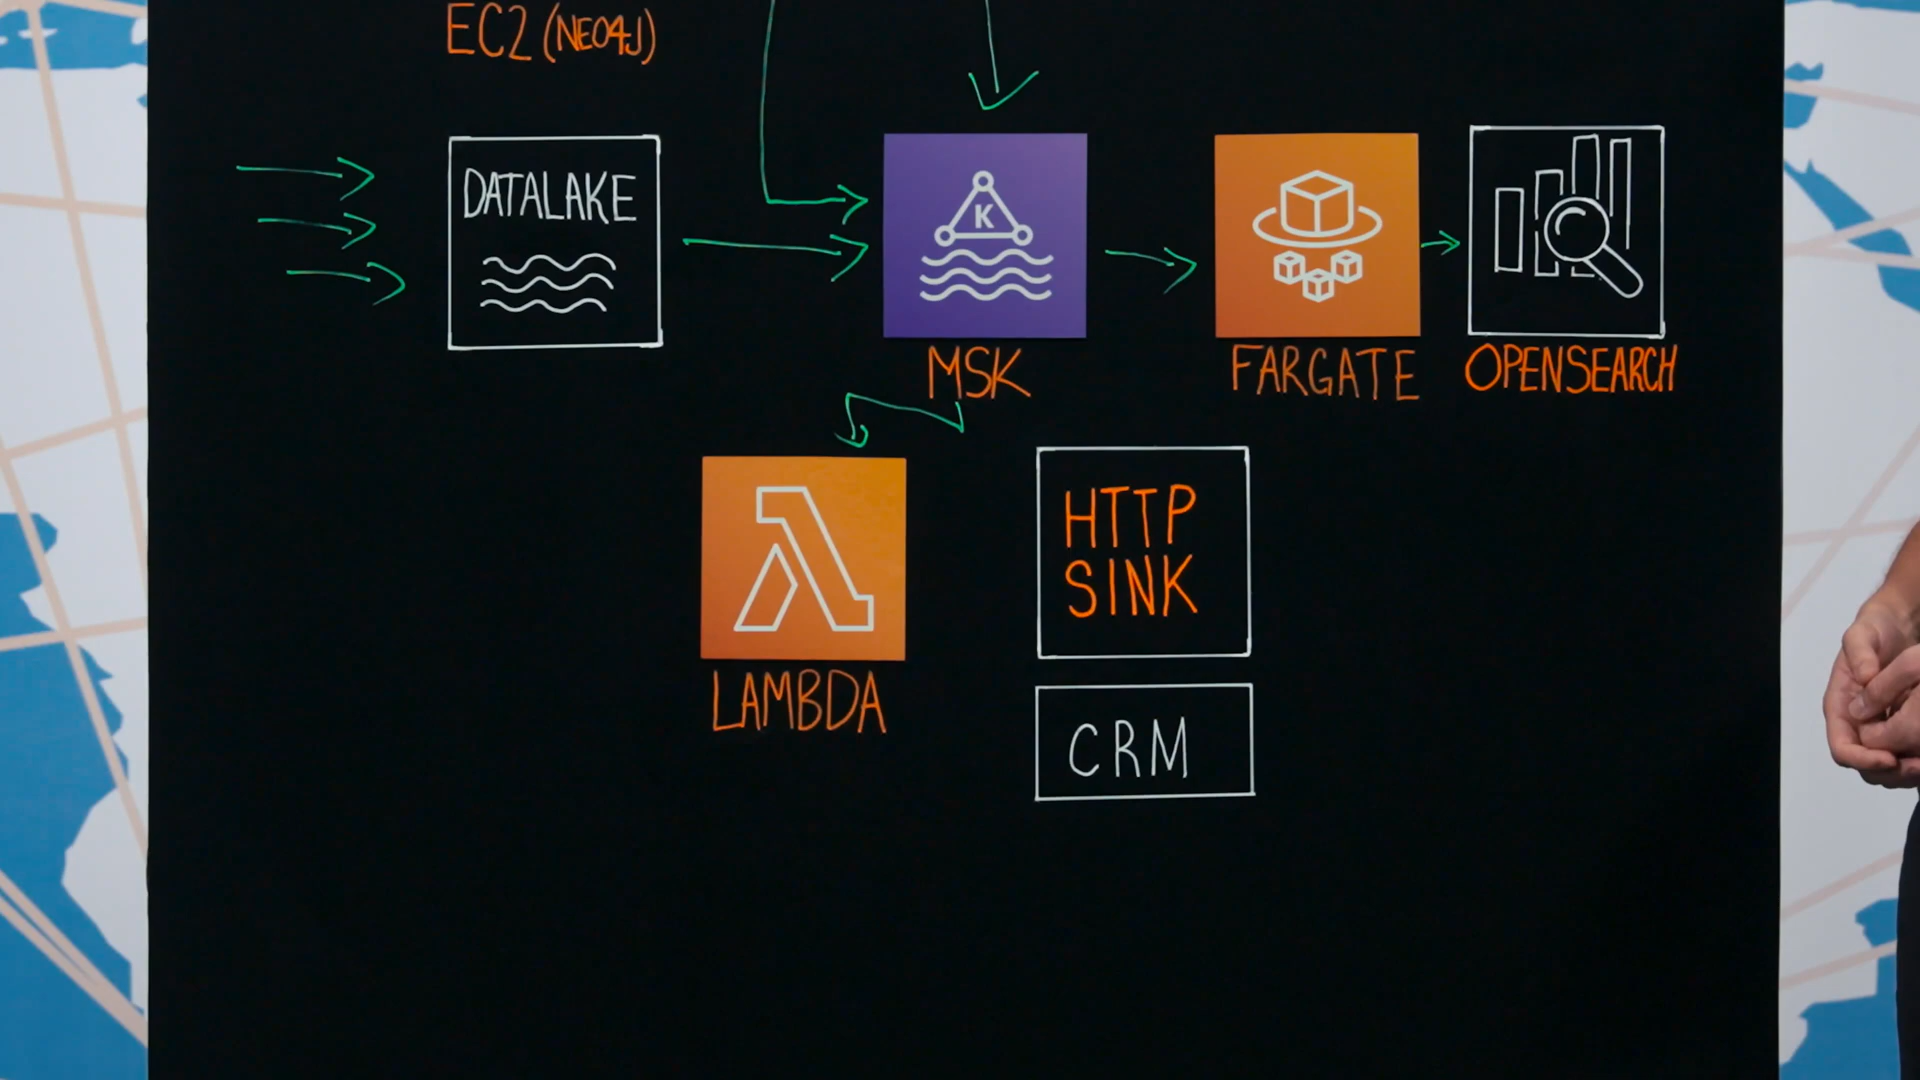 EC2 (NEO4J)
DATALAKE
K
MSK
FARGATE
OPENSEARCH
LAMBDA
HTTP
SINK
CRM